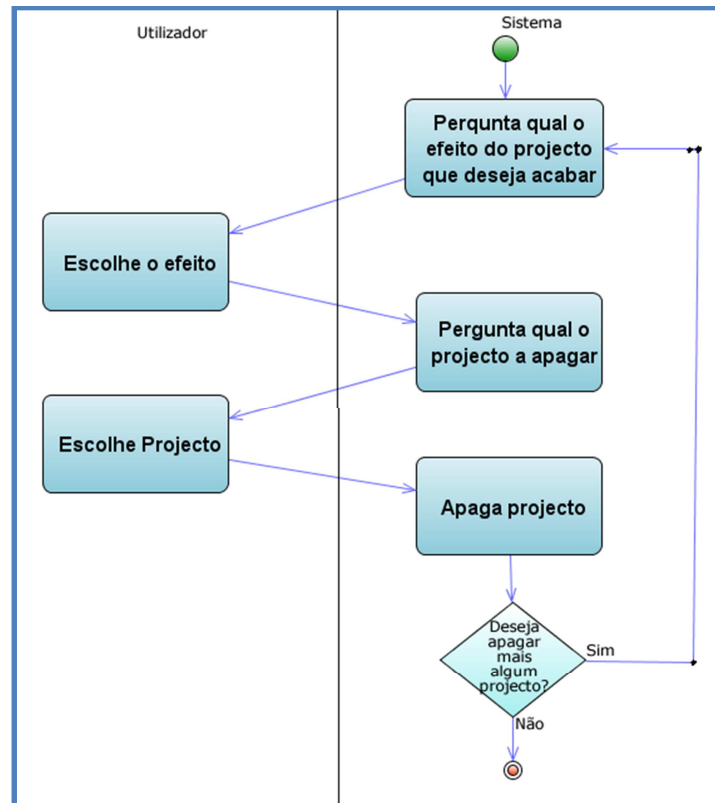 Utilizador
Sistema
Perqunta qual o
efeito do projecto
que deseja acabar
Escolhe o efeito
Pergunta qual o
projecto a apagar
Escolhe Projecto
Apaga projecto
Deseja
apagar
mais
algum
projecto?
Sim
Não